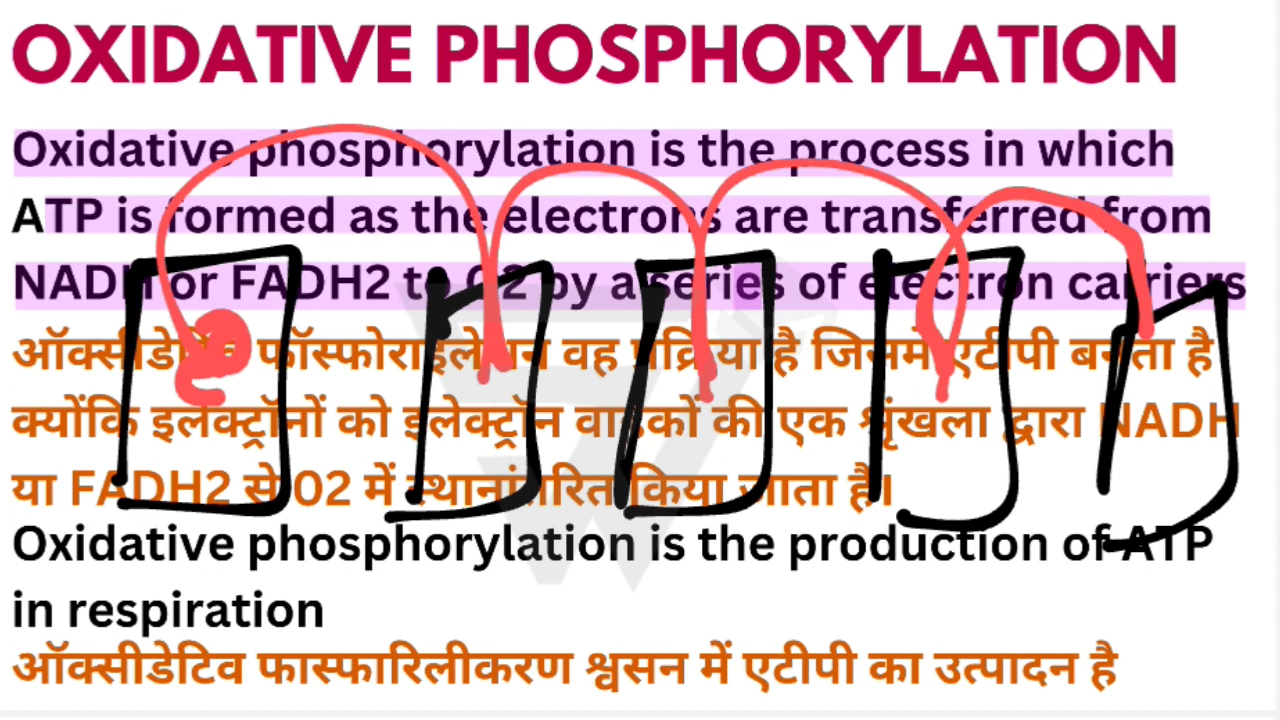 OXIDATIVE PHOSPHORYLATION
Oxidative phosphorylation is the process in which
ATP is formed as the electrons are transferred from
NADH or FADH2 to O2 by a series of electron carriers
ऑक्सीडेटिव फॉस्फोराइलेशन वह प्रक्रिया है जिसमें एटीपी बनता है
क्योंकि इलेक्ट्रॉनों को इलेक्ट्रॉन वाहकों की एक श्रृंखला द्वारा NADH
या FADH2 से O2 में स्थानांतरित किया जाता है।
Oxidative phosphorylation is the production of ATP
in respiration
ऑक्सीडेटिव फास्फारिलीकरण श्वसन में एटीपी का उत्पादन है